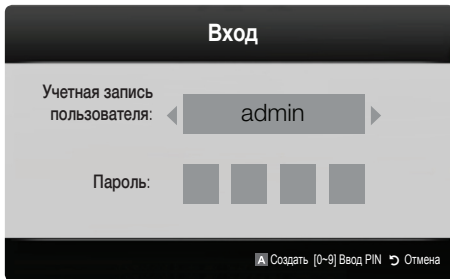 Вход
Учетная запись
пользователя:
admin
Пароль:
A Создать [0~9] Ввод PIN Отмена